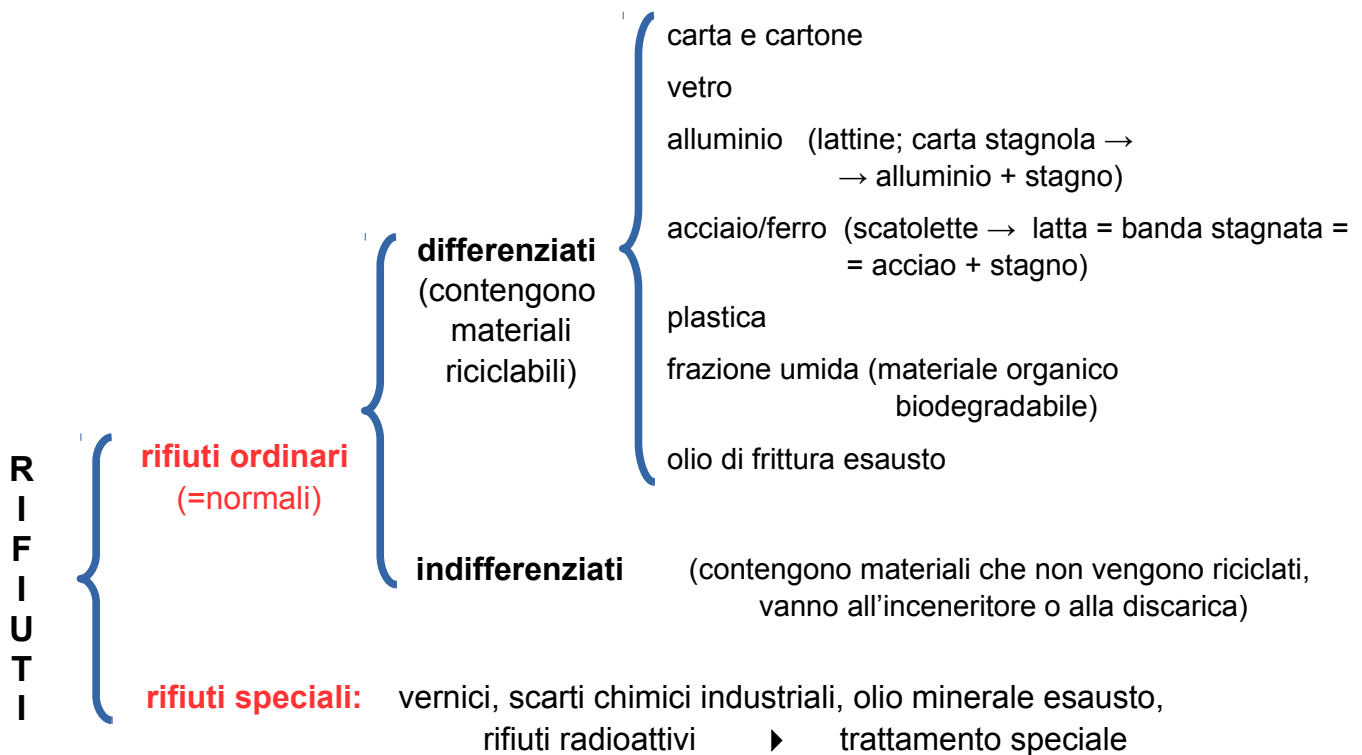 carta e cartone
vetro
alluminio (lattine; carta stagnola →
→ alluminio + stagno)
acciaio/ferro (scatolette → latta = banda stagnata =
= acciao + stagno)
plastica
frazione umida (materiale organico
biodegradabile)
olio di frittura esausto
differenziati
(contengono
materiali
riciclabili)
RIFIUTI
rifiuti ordinari
(=normali)
indifferenziati (contengono materiali che non vengono riciclati,
vanno all'inceneritore o alla discarica)
rifiuti speciali: vernici, scarti chimici industriali, olio minerale esausto,
rifiuti radioattivi ▶ trattamento speciale